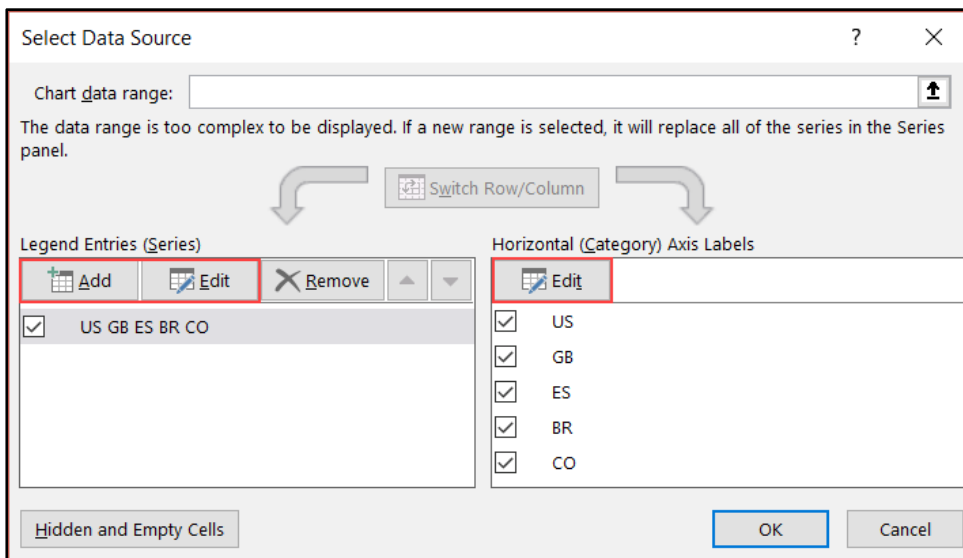 Select Data Source
?
Chart data range:
The data range is too complex to be displayed. If a new range is selected, it will replace all of the series in the Series
panel.
Switch Row/Column
Legend Entries (Series)
Horizontal (Category) Axis Labels
Add
Edit
Remove
Edit
US GB ES BR CO
US
GB
ES
BR
CO
Hidden and Empty Cells
OK
Cancel